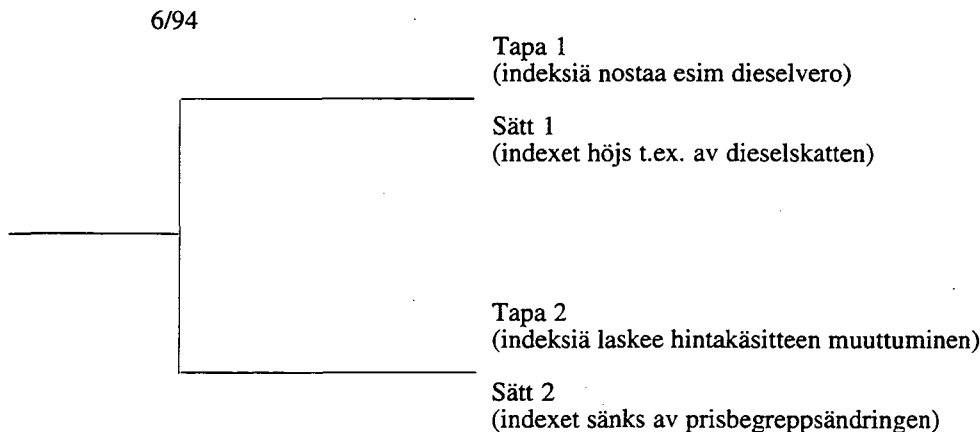 6/94
Tapa 1
(indeksiä nostaa esim dieselvero)
Sätt 1
(indexet höjs t.ex. av dieselskatten)
Tapa 2
(indeksiä laskee hintakäsitteen muuttuminen)
Sätt 2
(indexet sänks av prisbegreppsändringen)